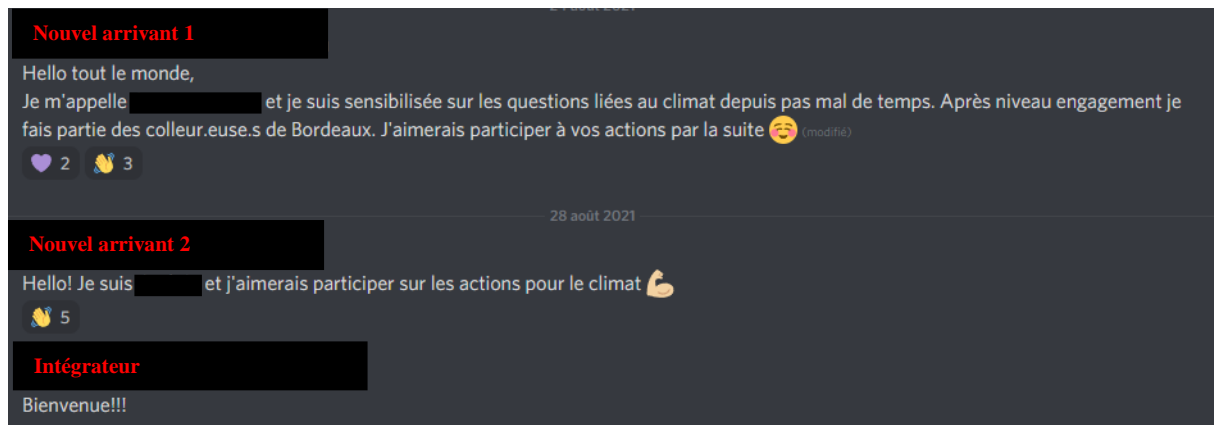 24 août 2021
Nouvel arrivant 1
Hello tout le monde,
Je m'appelle et je suis sensibilisée sur les questions liées au climat depuis pas mal de temps. Après niveau engagement je
fais partie des colleur.euse.s de Bordeaux. J'aimerais participer à vos actions par la suite (modifié)
2 3
28 août 2021
Nouvel arrivant 2
Hello! Je suis et j'aimerais participer sur les actions pour le climat
5
Intégrateur
Bienvenue!!!